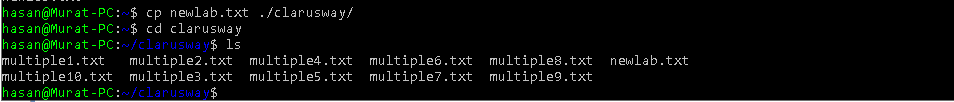 hasan@Murat-PC:~$ cp newlab.txt ./clarusway/
hasan@Murat-PC:~$ cd clarusway
hasan@Murat-PC:~/clarusway$ ls
multiple1.txt multiple2.txt multiple4.txt multiple6.txt multiple8.txt newlab.txt
multiple10.txt multiple3.txt multiple5.txt multiple7.txt multiple9.txt
hasan@Murat-PC:~/clarusway$